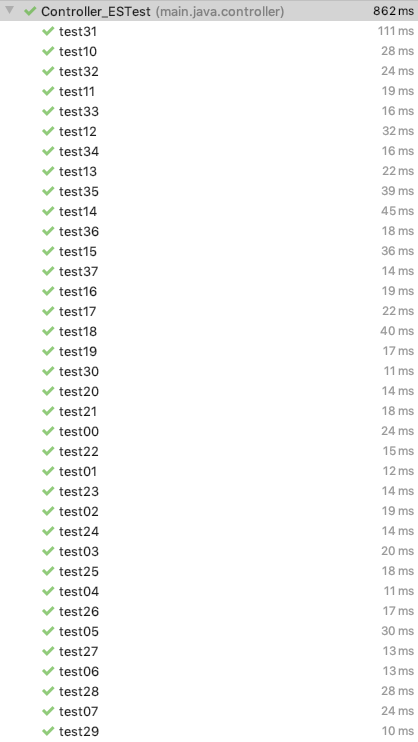 Controller_ESTest (main.java.controller) 862 ms
test31 111 ms
test10 28 ms
test32 24 ms
test11 19 ms
test33 16 ms
test12 32 ms
test34 16 ms
test13 22 ms
test35 39 ms
test14 45 ms
test36 18 ms
test15 36 ms
test37 14 ms
test16 19 ms
test17 22 ms
test18 40 ms
test19 17 ms
test30 11 ms
test20 14 ms
test21 18 ms
test00 24 ms
test22 15 ms
test01 12 ms
test23 14 ms
test02 19 ms
test24 14 ms
test03 20 ms
test25 18 ms
test04 11 ms
test26 17 ms
test05 30 ms
test27 13 ms
test06 13 ms
test28 28 ms
test07 24 ms
test29 10 ms